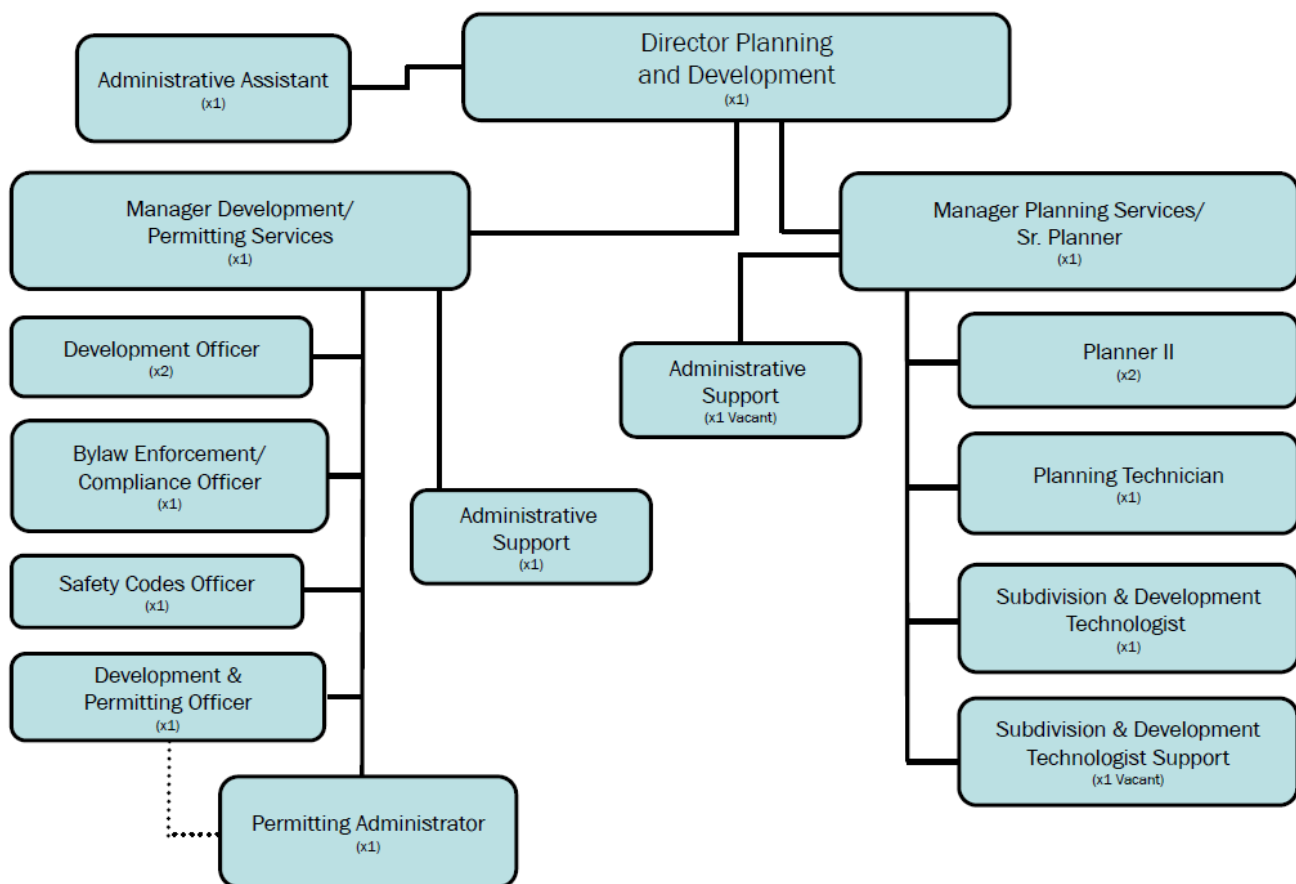 Director Planning
and Development
(x1)
Administrative Assistant
(x1)
Manager Development/
Permitting Services
(x1)
Manager Planning Services/
Sr. Planner
(x1)
Development Officer
(x2)
Bylaw Enforcement/
Compliance Officer
(x1)
Safety Codes Officer
(x1)
Development &
Permitting Officer
(x1)
Permitting Administrator
(x1)
Administrative
Support
(x1)
Administrative
Support
(x1 Vacant)
Planner II
(x2)
Planning Technician
(x1)
Subdivision & Development
Technologist
(x1)
Subdivision & Development
Technologist Support
(x1 Vacant)